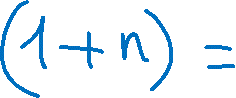 (1+n) =